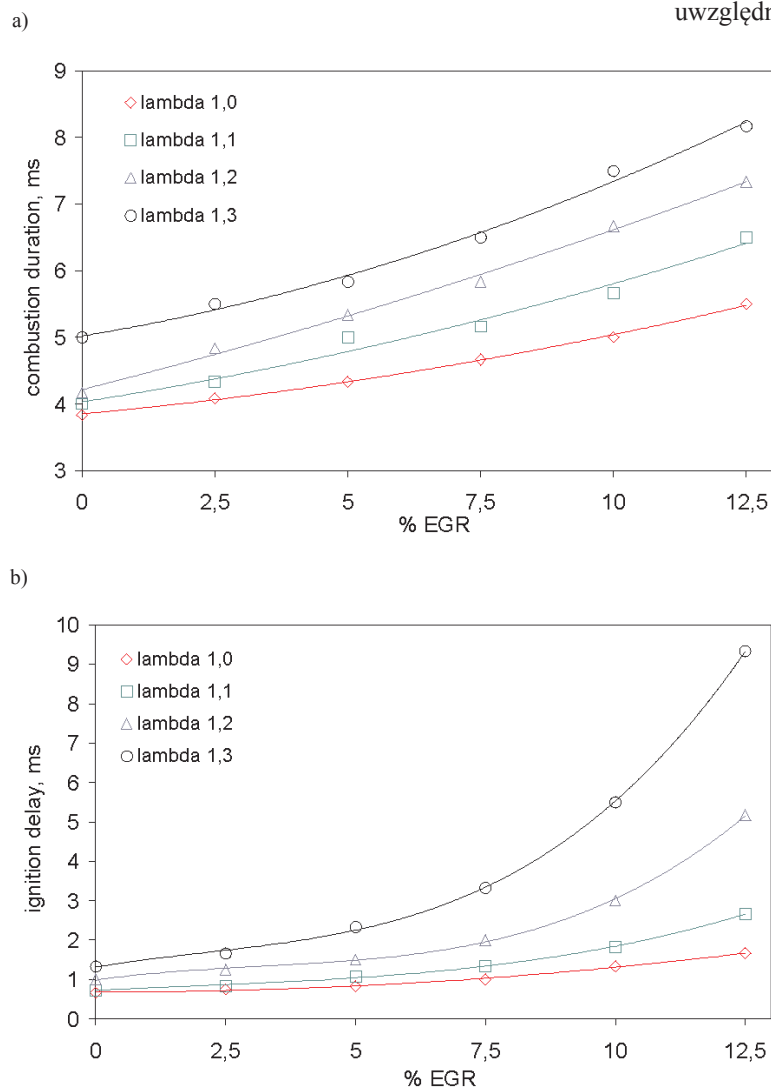 uwzględn
a)
9
8
7
6
5
4
3
combustion duration, ms
lambda 1,0
lambda 1,1
lambda 1,2
lambda 1,3
0 2,5 5 7,5 10 12,5
% EGR
b)
10
9
8
7
6
5
4
3
2
1
0
ignition delay, ms
lambda 1,0
lambda 1,1
lambda 1,2
lambda 1,3
0 2,5 5 7,5 10 12,5
% EGR